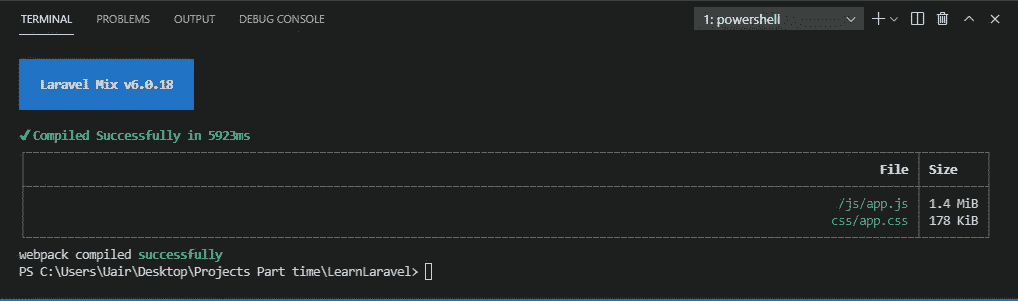 TERMINAL PROBLEMS OUTPUT DEBUG CONSOLE 1: powershell
Laravel Mix v6.0.18
✔ Compiled Successfully in 5923ms
File Size
/js/app.js 1.4 MiB
css/app.css 178 KiB
webpack compiled successfully
PS C:\Users\Uair\Desktop\Projects Part time\LearnLaravel>